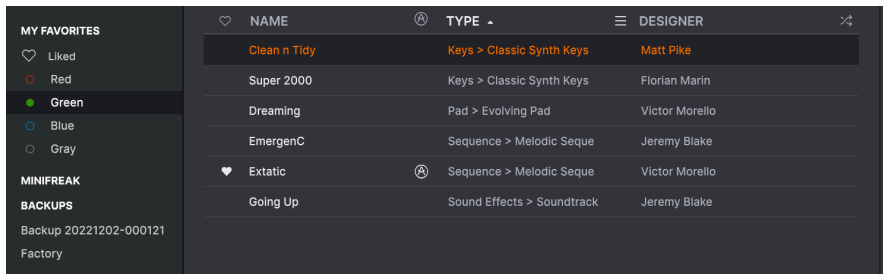 MY FAVORITES
Liked
Red
Green
Blue
Gray
MINIFREAK
BACKUPS
Backup 20221202-000121
Factory
NAME TYPE DESIGNER
Clean n Tidy Keys > Classic Synth Keys Matt Pike
Super 2000 Keys > Classic Synth Keys Florian Marin
Dreaming Pad > Evolving Pad Victor Morello
EmergenC Sequence > Melodic Seque Jeremy Blake
Extatic Sequence > Melodic Seque Victor Morello
Going Up Sound Effects > Soundtrack Jeremy Blake